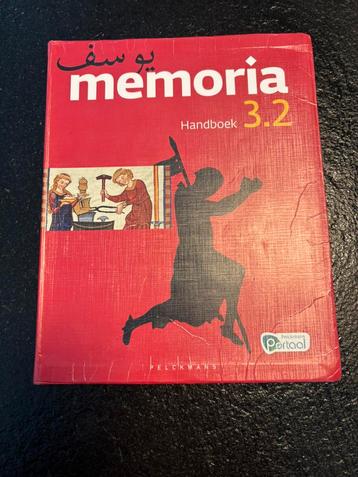 يوسف
memoria
Handboek 3.2
Pelckmans
Portaal
PELCKMANS